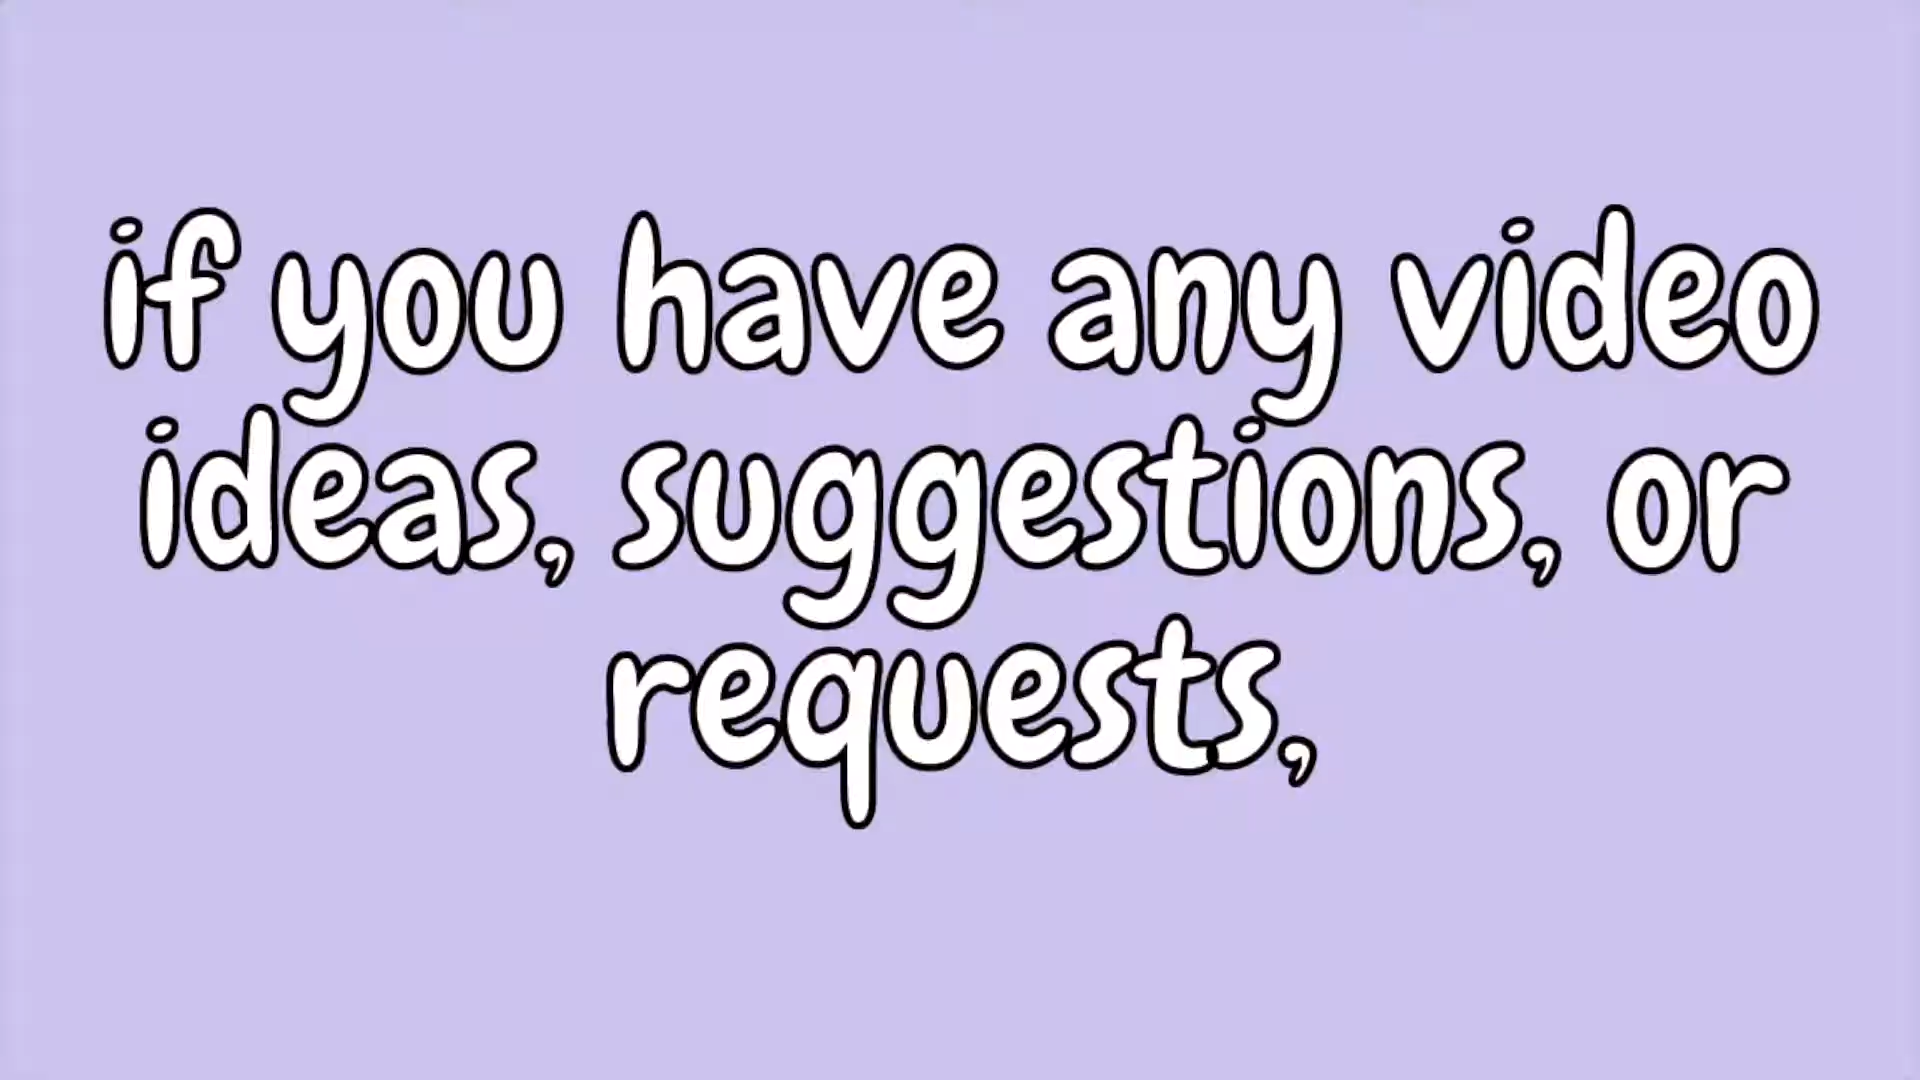 if you have any video
ideas, suggestions, or
requests,